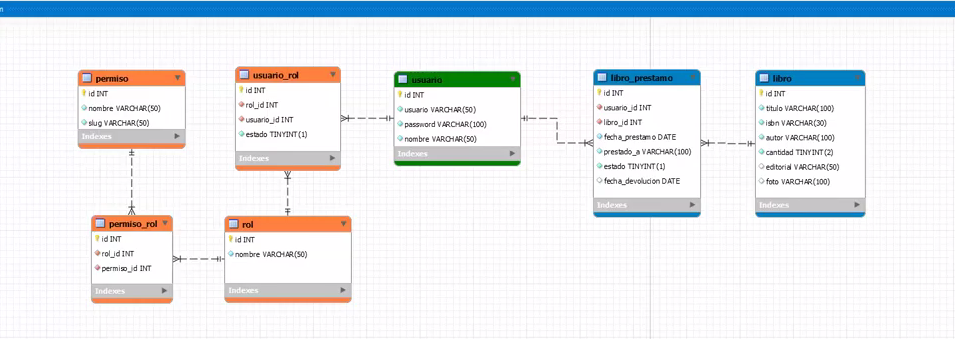 permiso
id INT
nombre VARCHAR(50)
slug VARCHAR(50)
Indexes
usuario_rol
id INT
rol_id INT
usuario_id INT
estado TINYINT(1)
Indexes
usuario
id INT
usuario VARCHAR(50)
password VARCHAR(100)
nombre VARCHAR(50)
Indexes
libro_prestamo
id INT
usuario_id INT
libro_id INT
fecha_prestamo DATE
prestado_a VARCHAR(100)
estado TINYINT(1)
fecha_devolucion DATE
Indexes
libro
id INT
titulo VARCHAR(100)
isbn VARCHAR(30)
autor VARCHAR(100)
cantidad TINYINT(2)
editorial VARCHAR(50)
foto VARCHAR(100)
Indexes
permiso_rol
id INT
rol_id INT
permiso_id INT
Indexes
rol
id INT
nombre VARCHAR(50)
Indexes